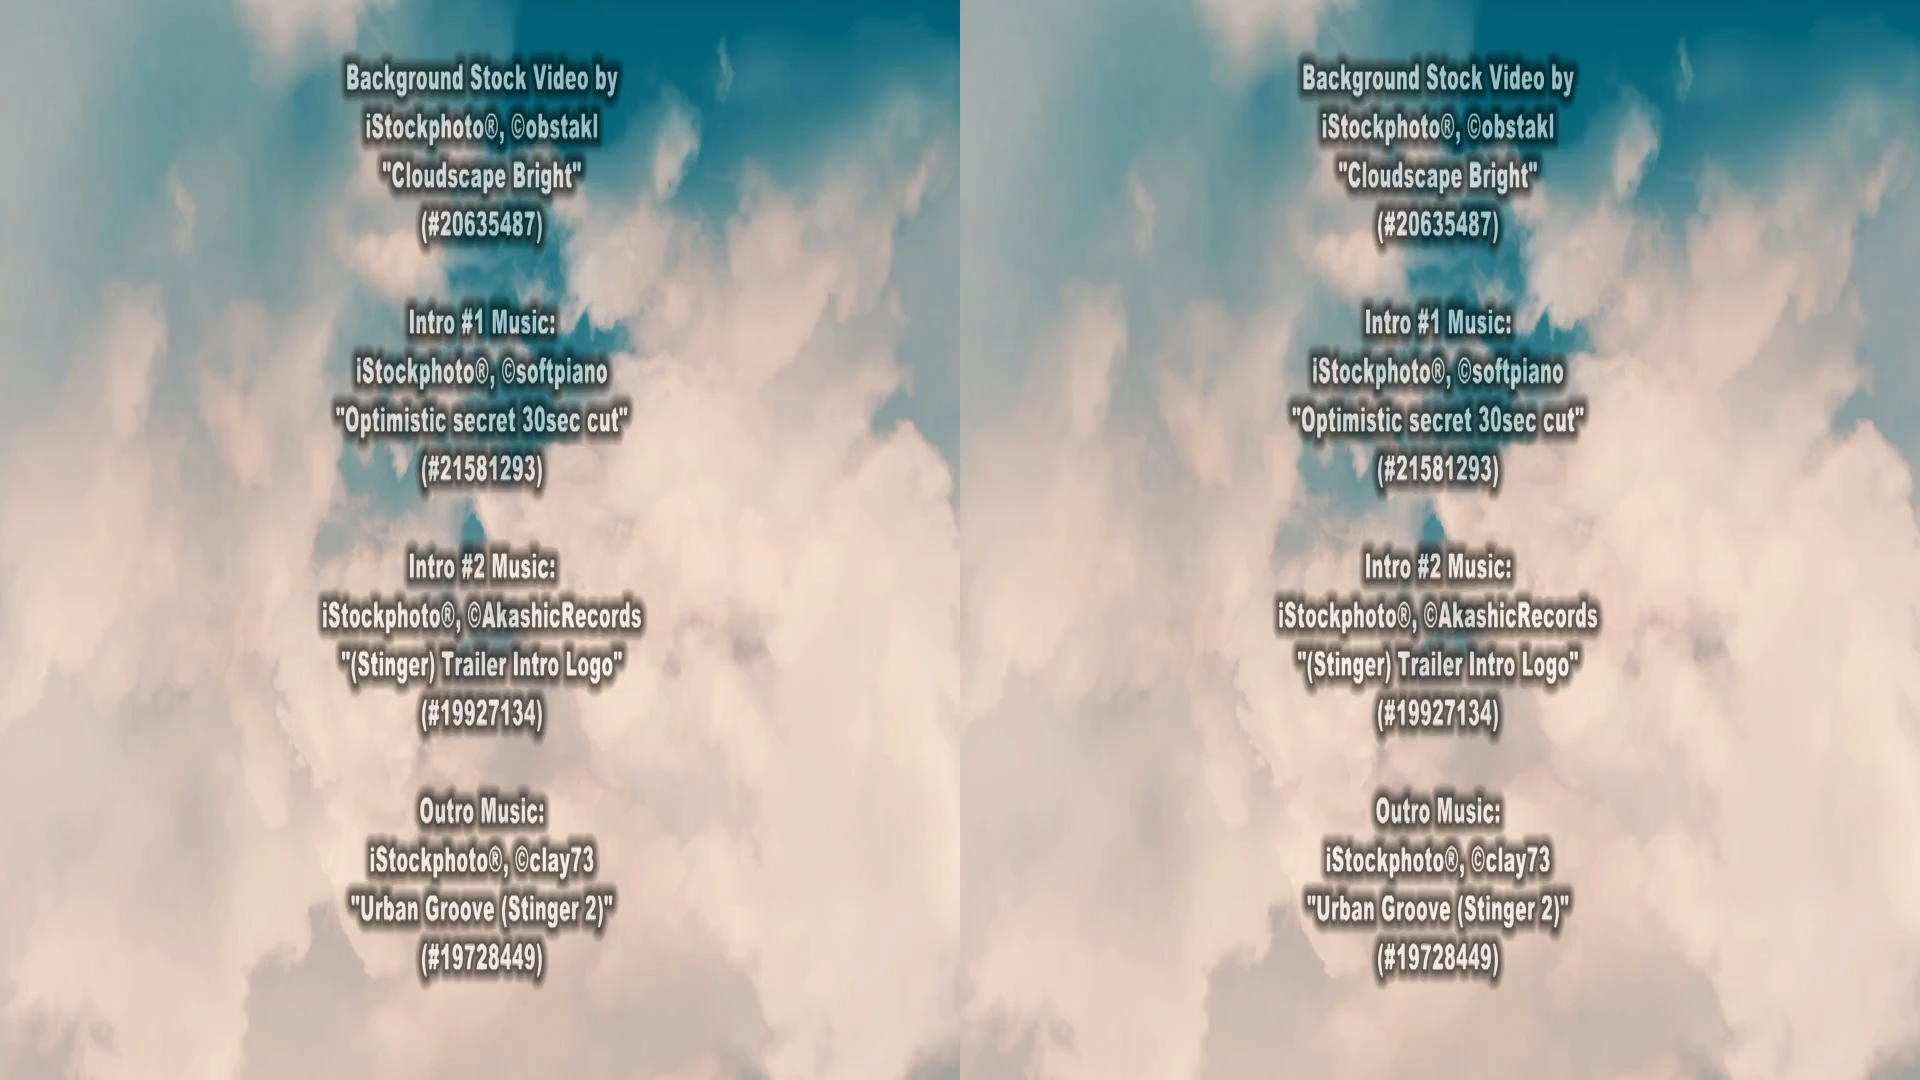 Background Stock Video by
iStockphoto®, ©obstakl
"Cloudscape Bright"
(#20635487)
Intro #1 Music:
iStockphoto®, ©softpiano
"Optimistic secret 30sec cut"
(#21581293)
Intro #2 Music:
iStockphoto®, ©AkashicRecords
"(Stinger) Trailer Intro Logo"
(#19927134)
Outro Music:
iStockphoto®, ©clay73
"Urban Groove (Stinger 2)"
(#19728449)
Background Stock Video by
iStockphoto®, ©obstakl
"Cloudscape Bright"
(#20635487)
Intro #1 Music:
iStockphoto®, ©softpiano
"Optimistic secret 30sec cut"
(#21581293)
Intro #2 Music:
iStockphoto®, ©AkashicRecords
"(Stinger) Trailer Intro Logo"
(#19927134)
Outro Music:
iStockphoto®, ©clay73
"Urban Groove (Stinger 2)"
(#19728449)